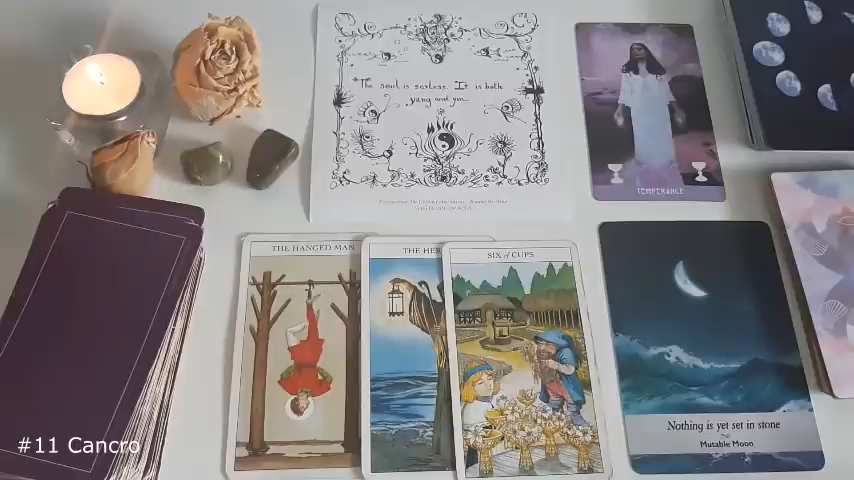 The soul is sexless. It is both
yang and yin...
TEMPERANCE
THE HANGED MAN
THE HER
SIX of CUPS
Nothing is yet set in stone
MUTABLE MOON
#11 Cancro